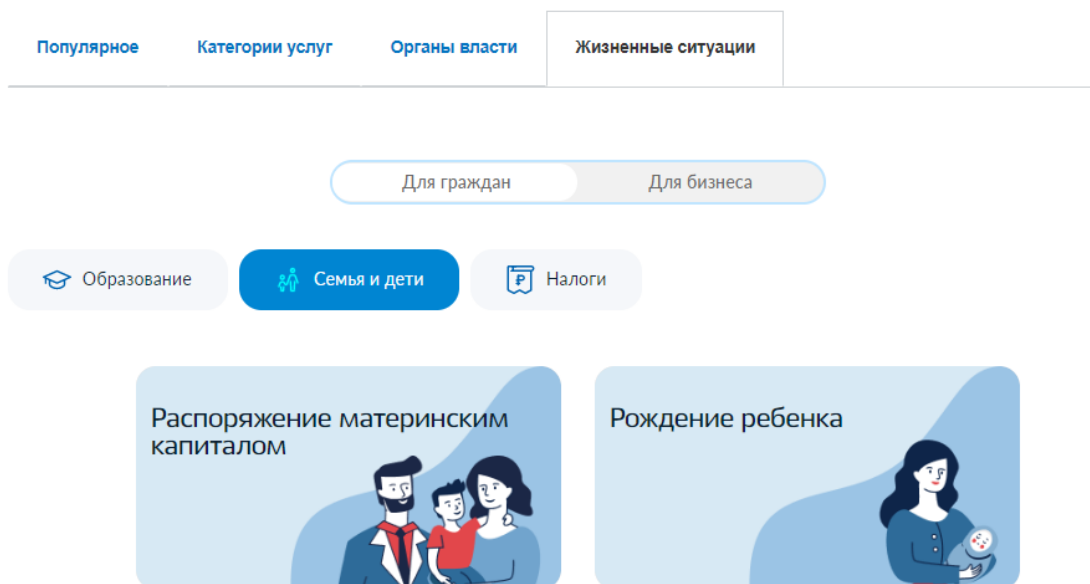 Популярное Категории услуг Органы власти Жизненные ситуации
Для граждан Для бизнеса
Образование Семья и дети Налоги
Распоряжение материнским
капиталом
Рождение ребенка